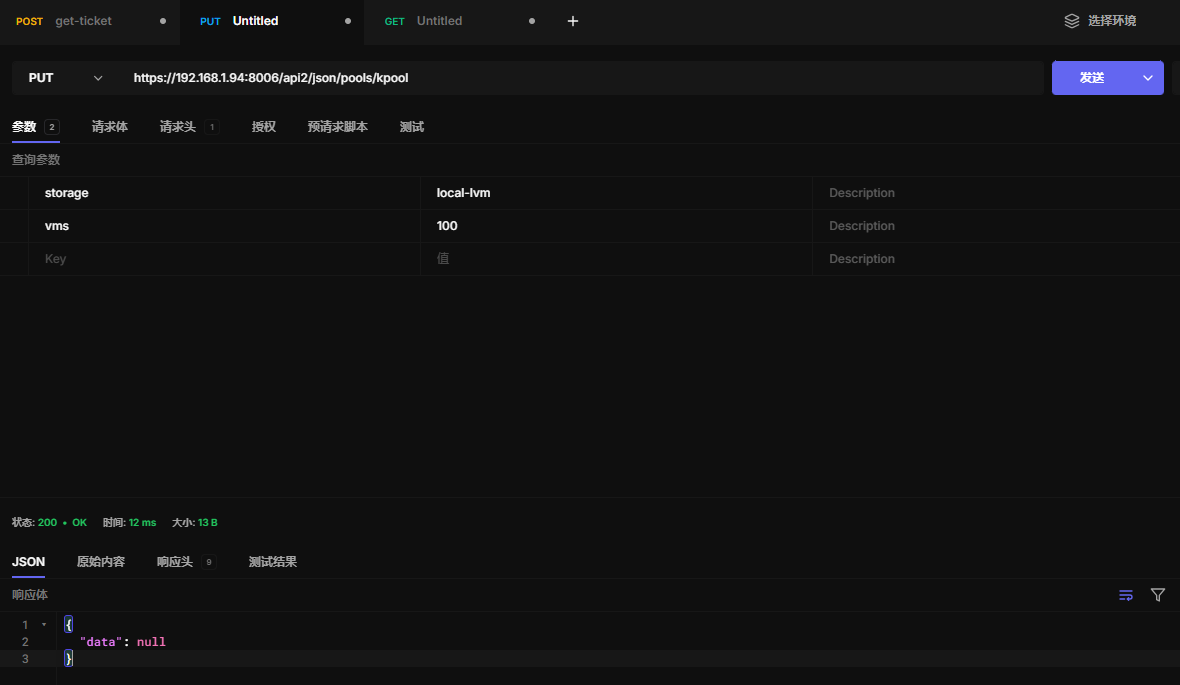 POST get-ticket PUT Untitled GET Untitled + 选择环境
PUT https://192.168.1.94:8006/api2/json/pools/kpool 发送
参数 2 请求体 请求头 1 授权 预请求脚本 测试
查询参数
storage local-lvm Description
vms 100 Description
Key 值 Description
状态: 200 • OK 时间: 12 ms 大小: 13 B
JSON 原始内容 响应头 9 测试结果
响应体
1 {
2 "data": null
3 }